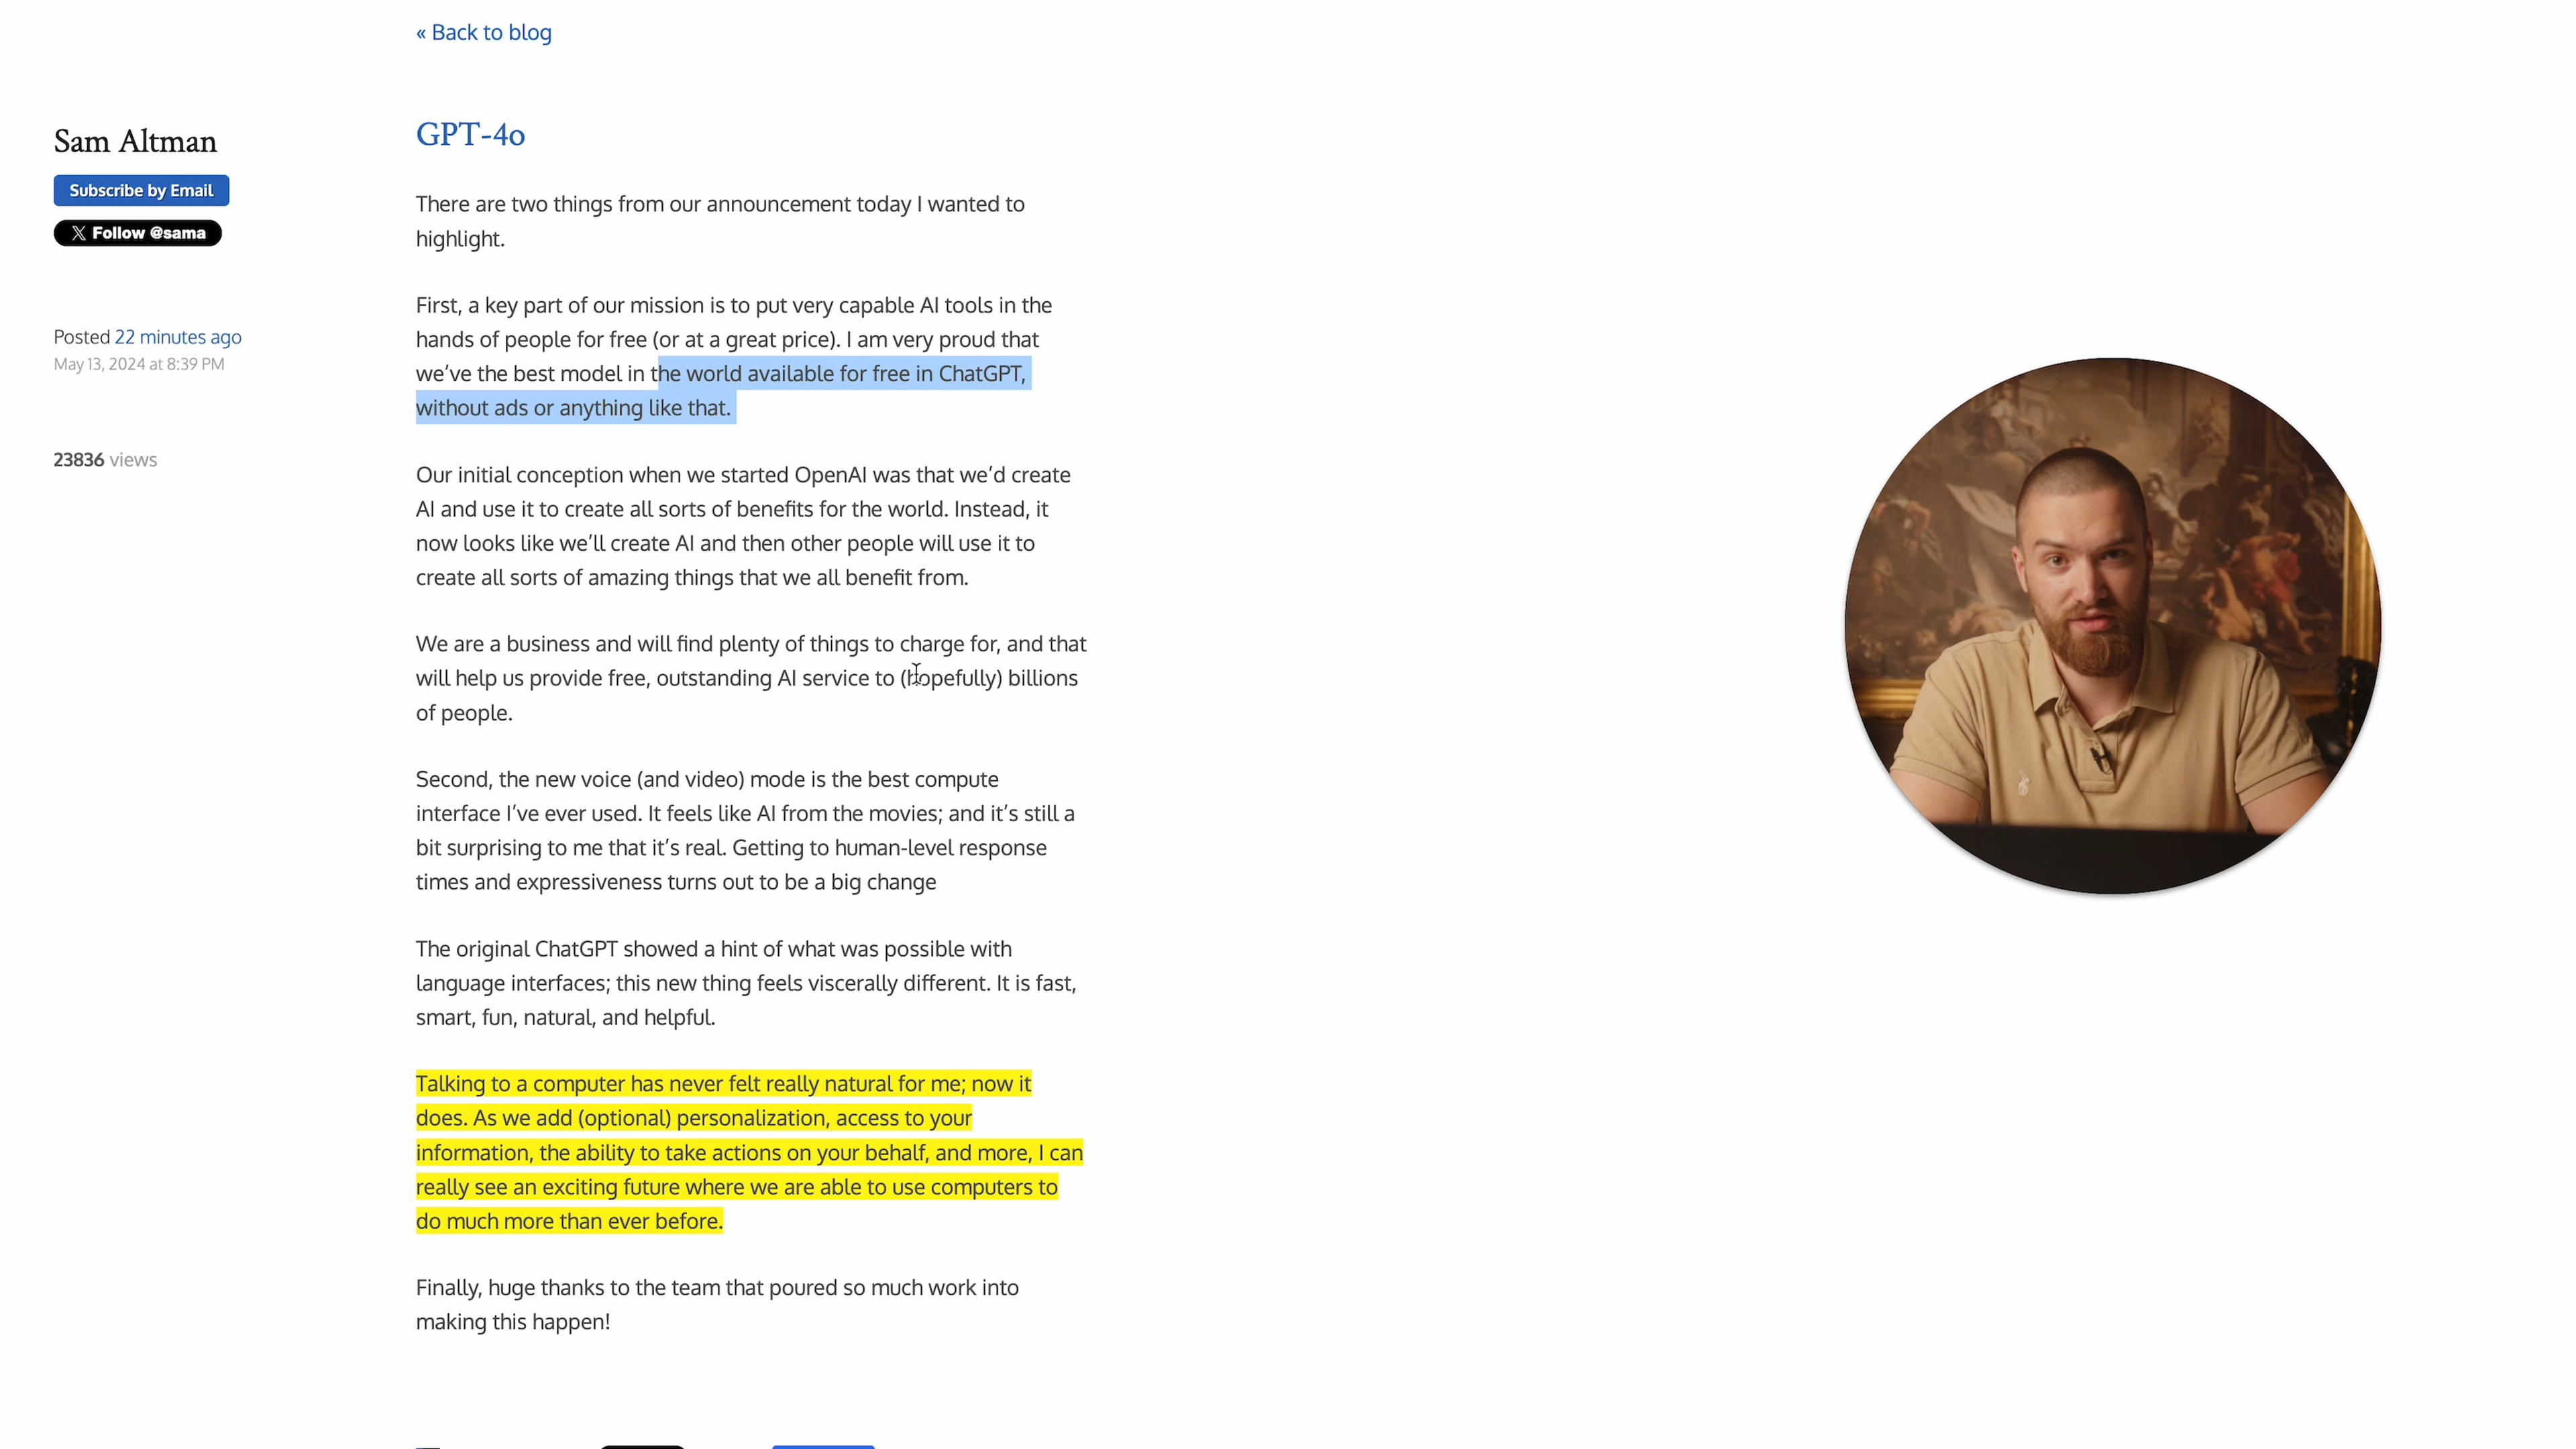 « Back to blog
Sam Altman
Subscribe by Email
X Follow @sama
Posted 22 minutes ago
May 13, 2024 at 8:39 PM
23836 views
GPT-4o
There are two things from our announcement today I wanted to
highlight.
First, a key part of our mission is to put very capable AI tools in the
hands of people for free (or at a great price). I am very proud that
we’ve the best model in the world available for free in ChatGPT,
without ads or anything like that.
Our initial conception when we started OpenAI was that we’d create
AI and use it to create all sorts of benefits for the world. Instead, it
now looks like we’ll create AI and then other people will use it to
create all sorts of amazing things that we all benefit from.
We are a business and will find plenty of things to charge for, and that
will help us provide free, outstanding AI service to (hopefully) billions
of people.
Second, the new voice (and video) mode is the best compute
interface I’ve ever used. It feels like AI from the movies; and it’s still a
bit surprising to me that it’s real. Getting to human-level response
times and expressiveness turns out to be a big change
The original ChatGPT showed a hint of what was possible with
language interfaces; this new thing feels viscerally different. It is fast,
smart, fun, natural, and helpful.
Talking to a computer has never felt really natural for me; now it
does. As we add (optional) personalization, access to your
information, the ability to take actions on your behalf, and more, I can
really see an exciting future where we are able to use computers to
do much more than ever before.
Finally, huge thanks to the team that poured so much work into
making this happen!